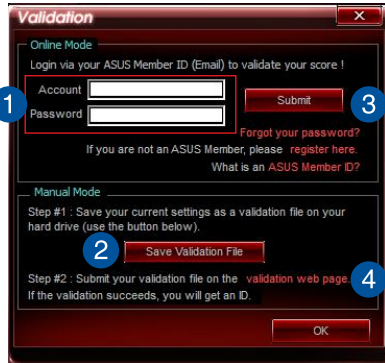 Validation
Online Mode
Login via your ASUS Member ID (Email) to validate your score !
1
Account
Password
Submit
3
Forgot your password?
If you are not an ASUS Member, please register here.
What is an ASUS Member ID?
Manual Mode
Step #1 : Save your current settings as a validation file on your
hard drive (use the button below).
2
Save Validation File
Step #2 : Submit your validation file on the validation web page.
4
If the validation succeeds, you will get an ID.
OK